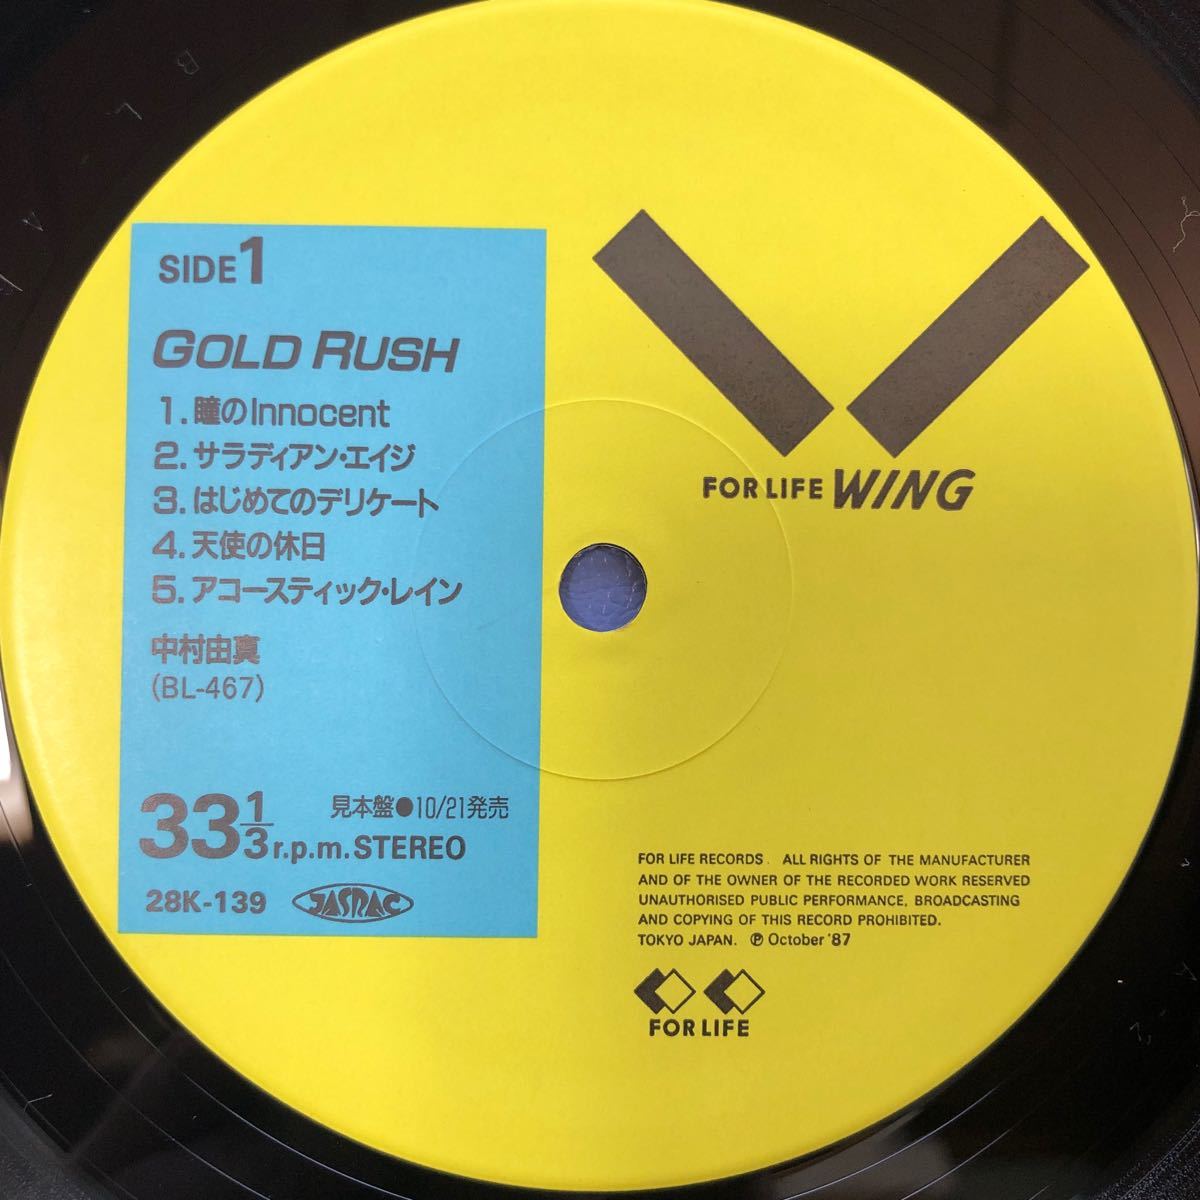 SIDE 1
GOLD RUSH
1. 瞳のInnocent
2. サラディアン・エイジ
3. はじめてのデリケート
4. 天使の休日
5. アコースティック・レイン
中村由真
(BL-467)
見本盤●10/21発売
33 1/3 r.p.m. STEREO
28K-139 JASRAC
FOR LIFE WING
FOR LIFE RECORDS. ALL RIGHTS OF THE MANUFACTURER
AND OF THE OWNER OF THE RECORDED WORK RESERVED
UNAUTHORISED PUBLIC PERFORMANCE, BROADCASTING
AND COPYING OF THIS RECORD PROHIBITED.
TOKYO JAPAN. ℗ October '87
FOR LIFE